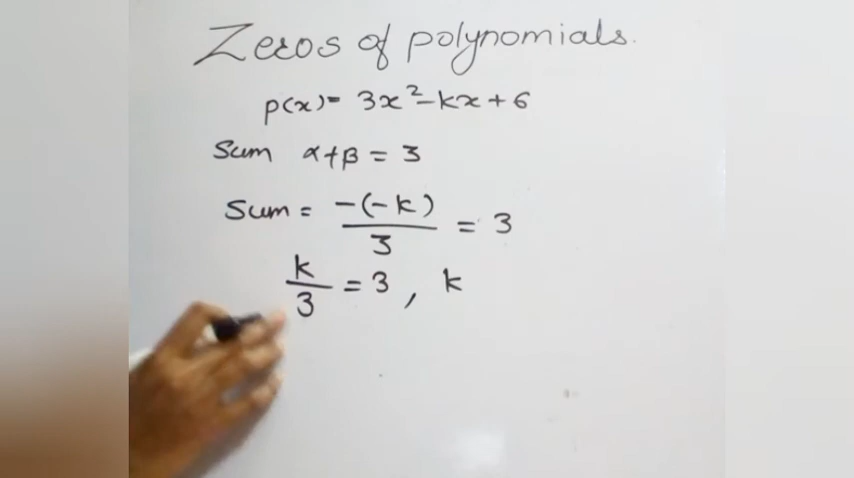 Zeros of polynomials.
p(x)= 3x²-kx+6
Sum α+β = 3
Sum = -(-k)/3 = 3
k/3 = 3, k